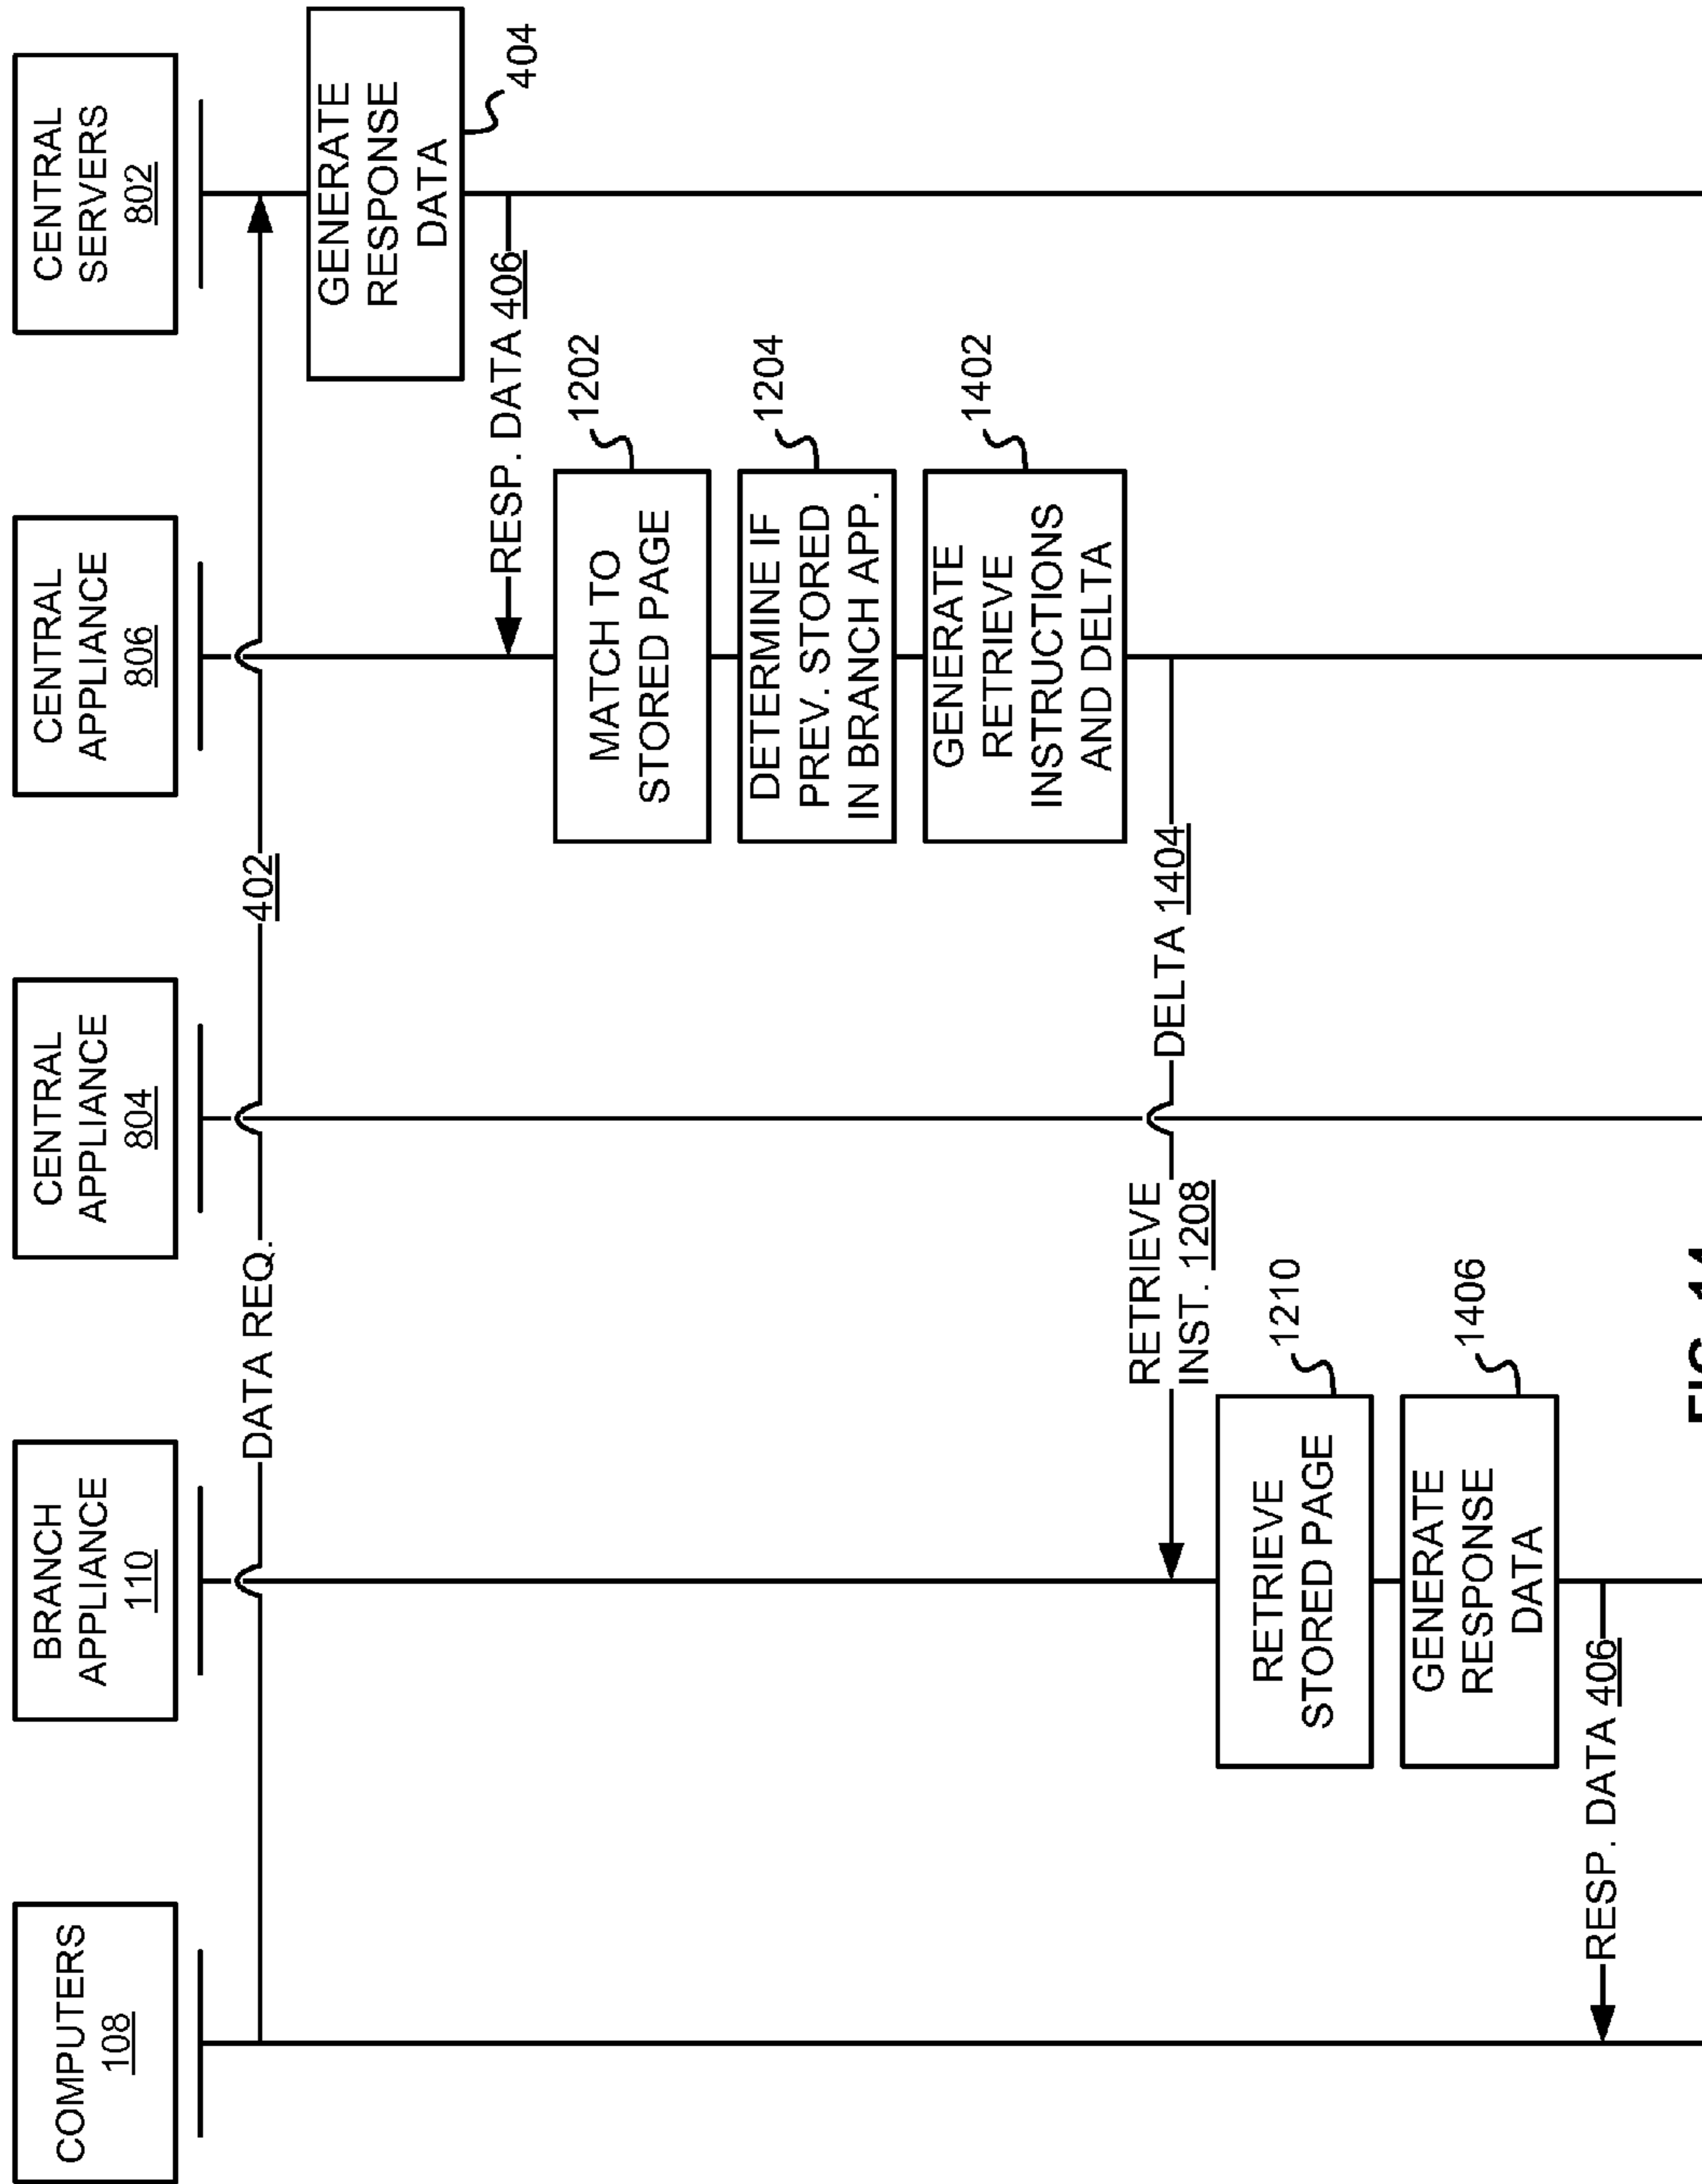 COMPUTERS
108
BRANCH
APPLIANCE
110
CENTRAL
APPLIANCE
804
CENTRAL
APPLIANCE
806
CENTRAL
SERVERS
802
DATA REQ.
402
GENERATE
RESPONSE
DATA
404
RESP. DATA 406
MATCH TO
STORED PAGE
1202
DETERMINE IF
PREV. STORED
IN BRANCH APP.
1204
GENERATE
RETRIEVE
INSTRUCTIONS
AND DELTA
1402
RETRIEVE
INST. 1208
DELTA 1404
RETRIEVE
STORED PAGE
1210
GENERATE
RESPONSE
DATA
1406
RESP. DATA 406
FIG.